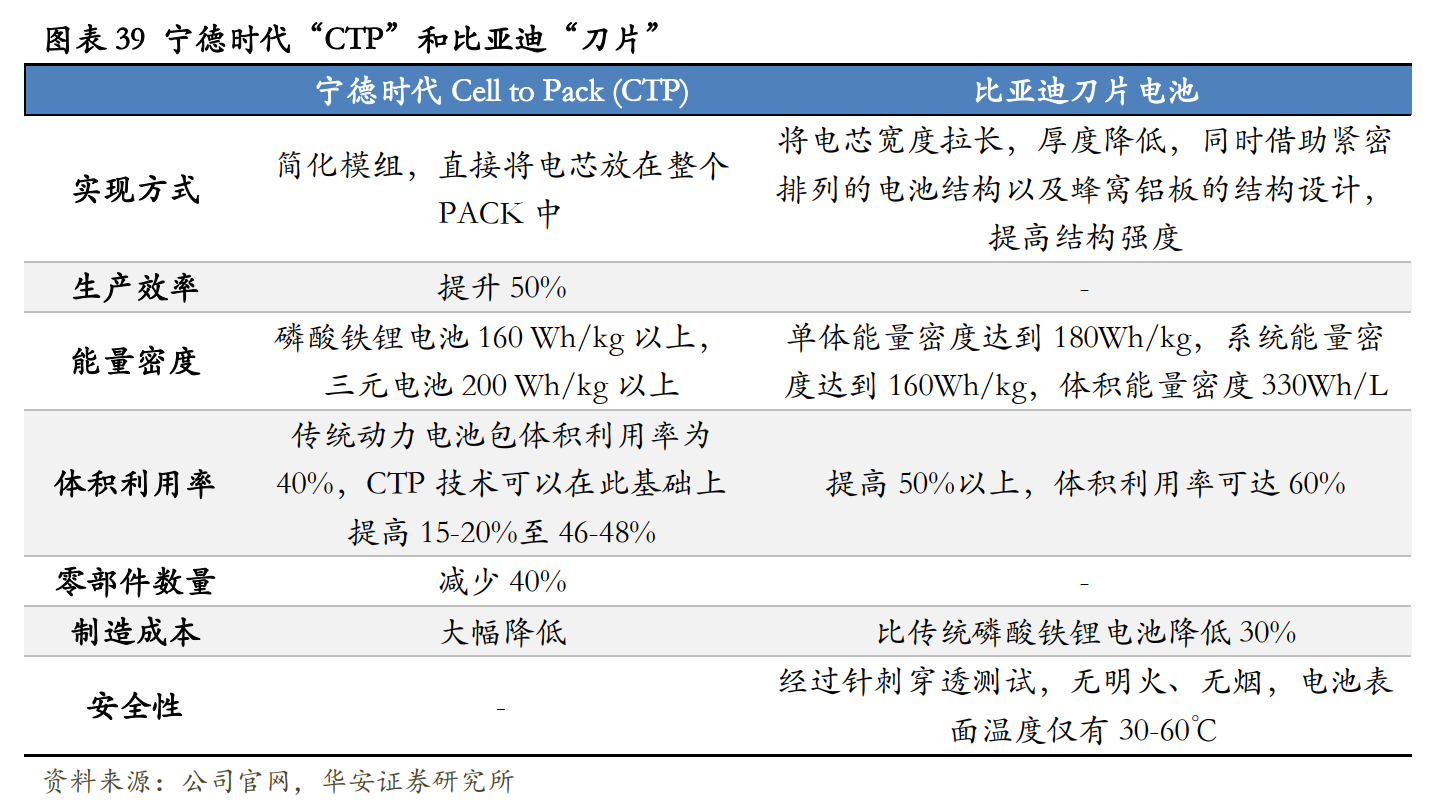 图表 39 宁德时代“CTP”和比亚迪“刀片”
宁德时代 Cell to Pack (CTP)
比亚迪刀片电池
实现方式
简化模组，直接将电芯放在整个
PACK 中
将电芯宽度拉长，厚度降低，同时借助紧密
排列的电池结构以及蜂窝铝板的结构设计，
提高结构强度
生产效率
提升 50%
-
能量密度
磷酸铁锂电池 160 Wh/kg 以上，
三元电池 200 Wh/kg 以上
单体能量密度达到 180Wh/kg，系统能量密
度达到 160Wh/kg，体积能量密度 330Wh/L
体积利用率
传统动力电池包体积利用率为
40%，CTP 技术可以在此基础上
提高 15-20%至 46-48%
提高 50%以上，体积利用率可达 60%
零部件数量
减少 40%
-
制造成本
大幅降低
比传统磷酸铁锂电池降低 30%
安全性
-
经过针刺穿透测试，无明火、无烟，电池表
面温度仅有 30-60℃
资料来源：公司官网，华安证券研究所